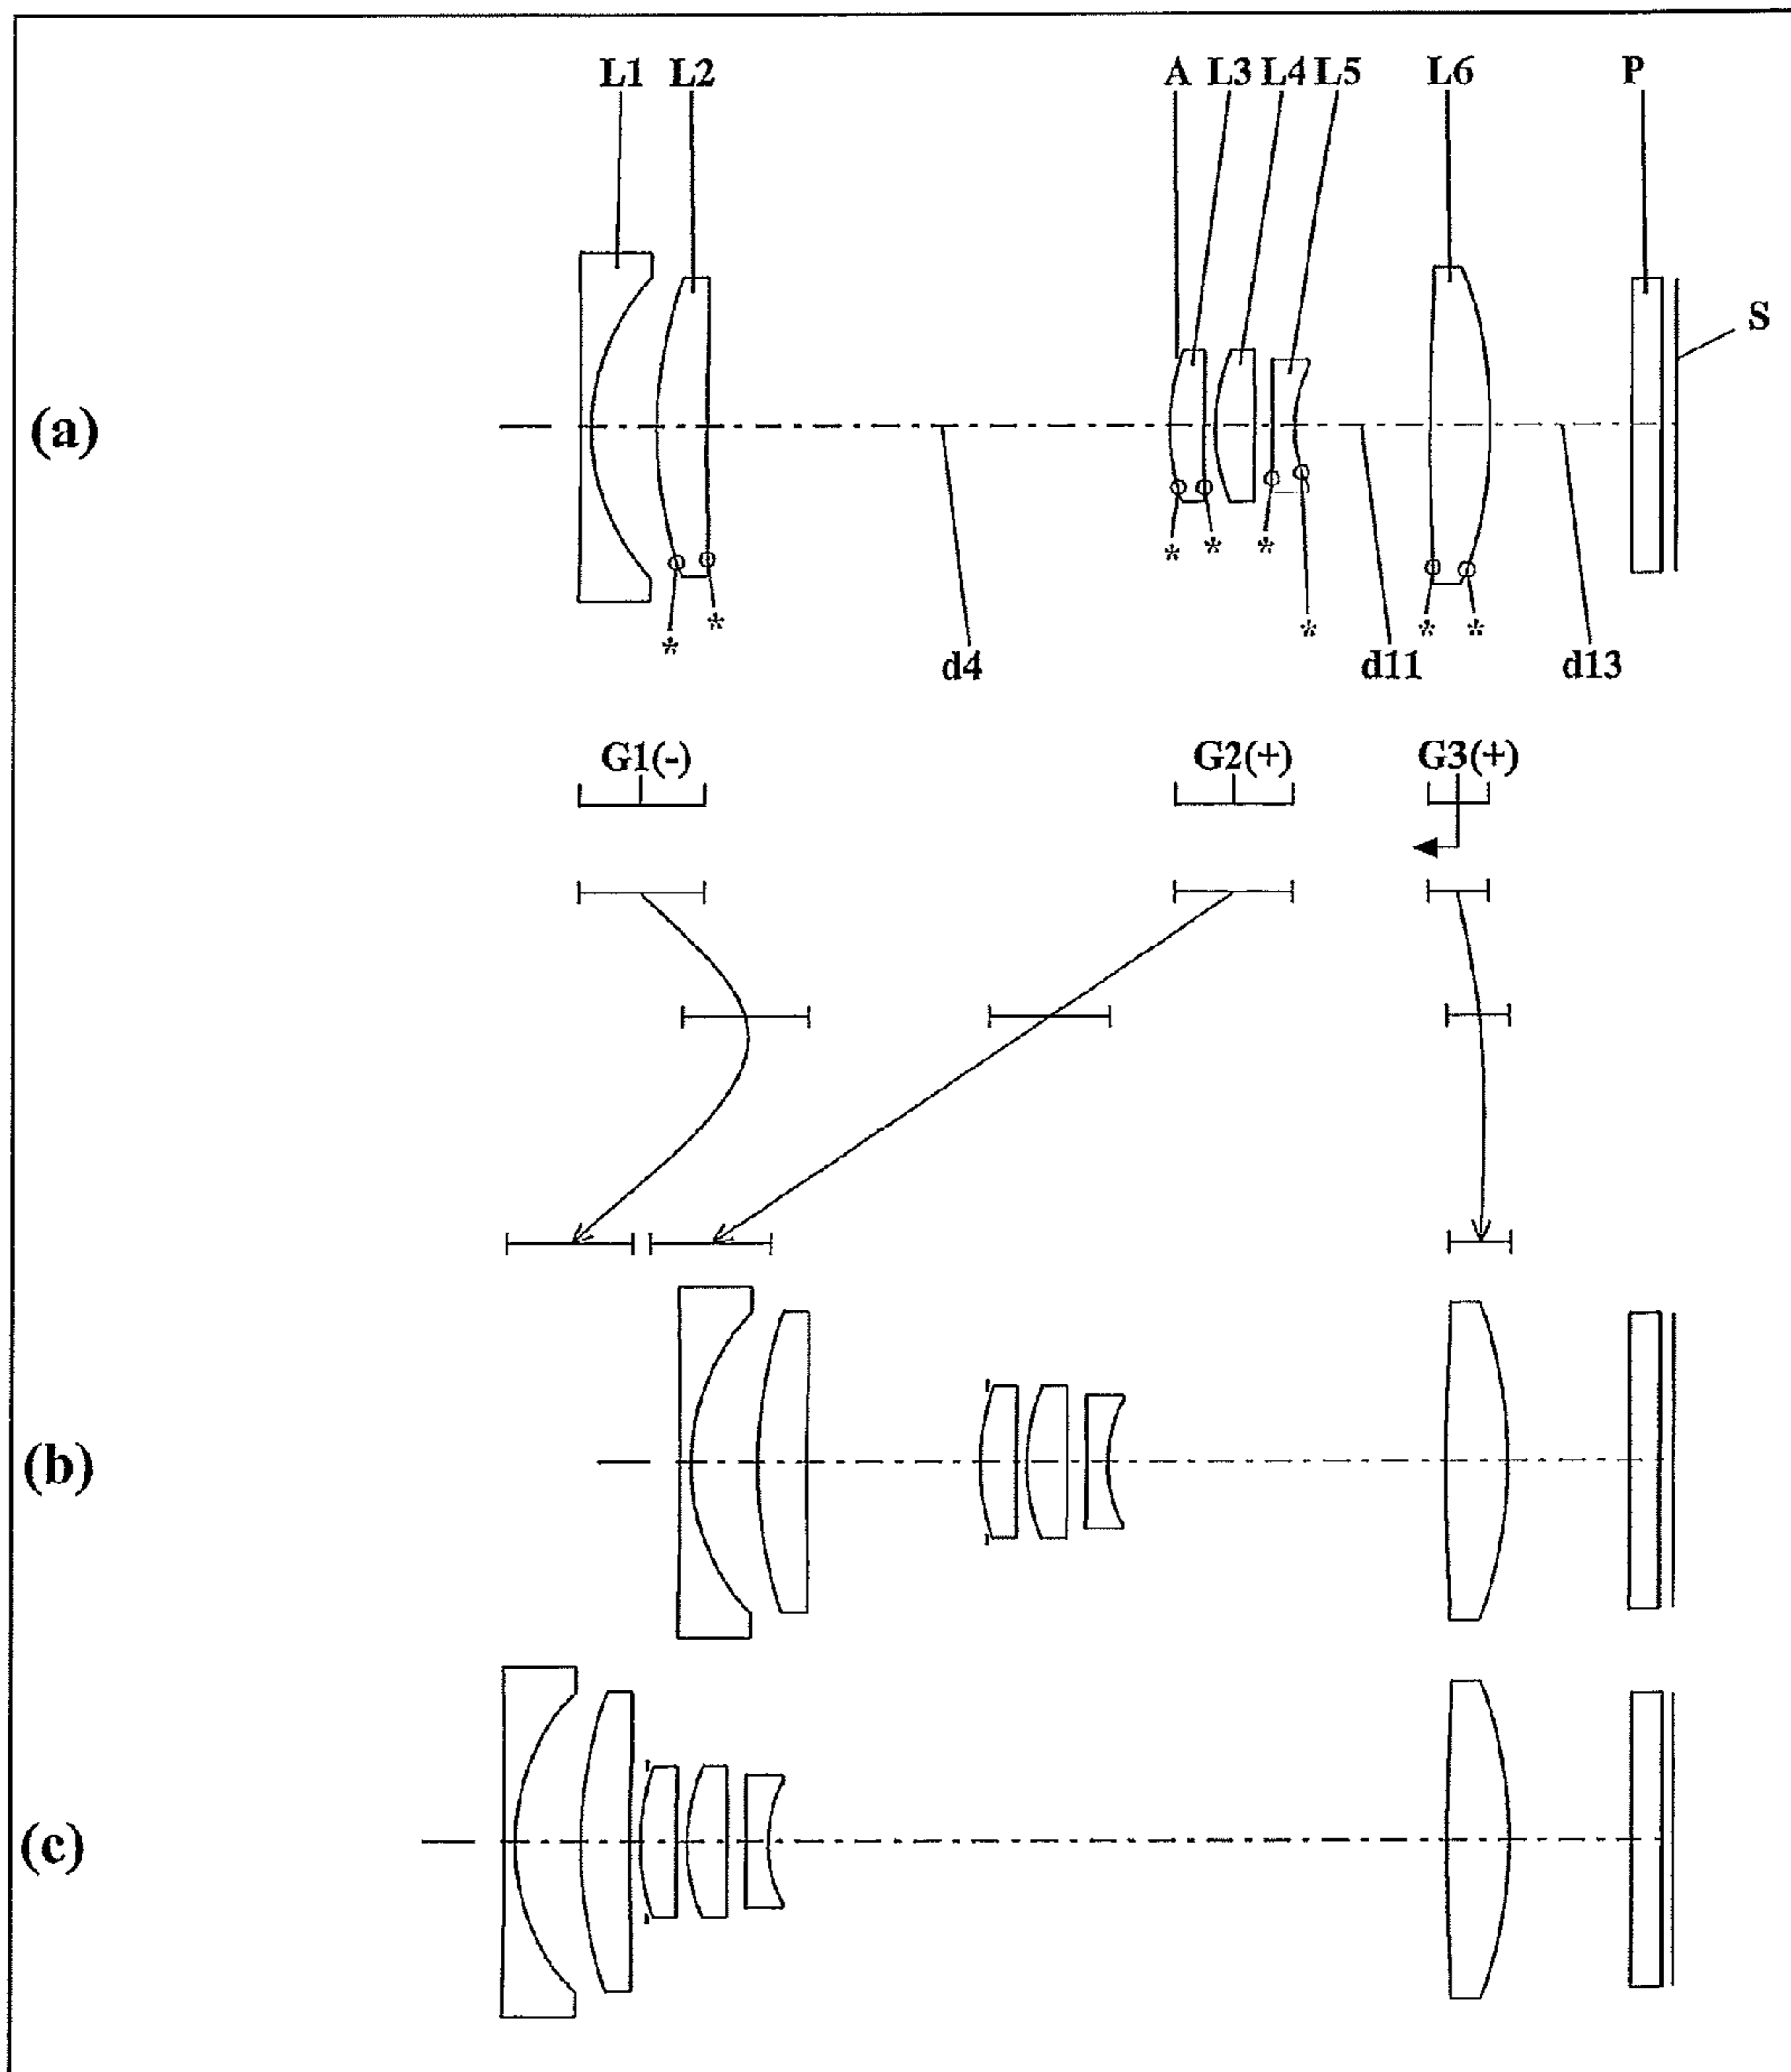 L1 L2 A L3 L4 L5 L6 P
S
(a)
* * * * * * * *
d4 d11 d13
G1(-) G2(+) G3(+)
(b)
(c)